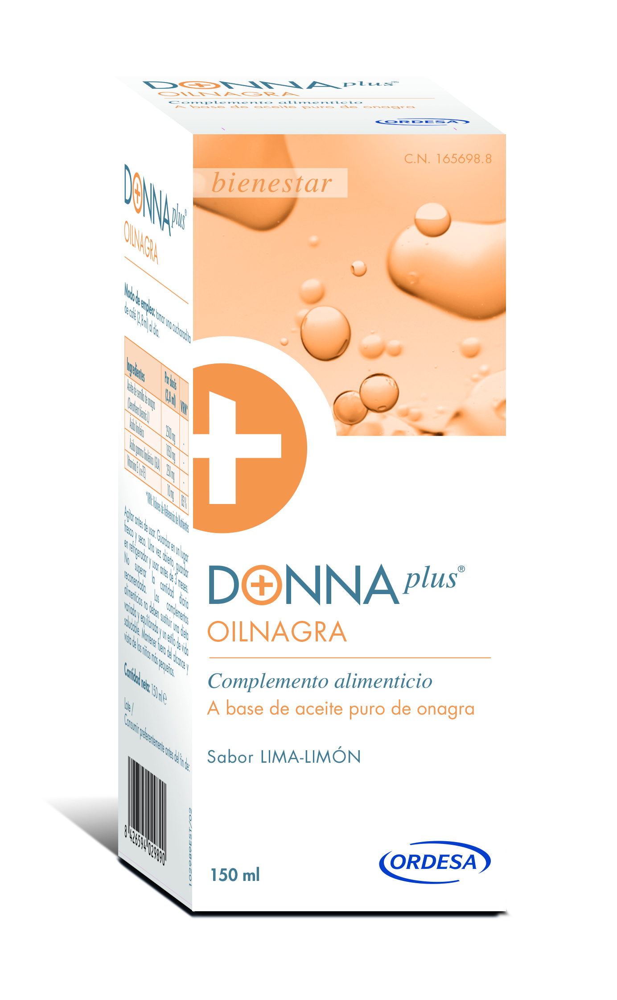 DONNA plus®
OILNAGRA
Complemento alimenticio
A base de aceite puro de onagra
ORDESA
C.N. 165698.8
bienestar
DONNA plus®
OILNAGRA
Complemento alimenticio
A base de aceite puro de onagra
Sabor LIMA-LIMÓN
150 ml
ORDESA
DONNA plus®
OILNAGRA
Modo de empleo: tomar una cucharadita
de café (2,8 ml) al día.
Ingredientes Por dosis (2,8 ml) VRN*
Aceite de semilla de onagra
(Oenothera biennis L) 2500 mg -
Ácido linoleico 1850 mg -
Ácido gamma linolénico (GLA) 250 mg -
Vitamina E (α-TE) 10 mg 83%
*VRN: Valores de Referencia de Nutrientes
Agitar antes de usar. Guardar en un lugar
fresco y seco. Una vez abierto, guardar
en refrigerador y usar antes de 3 meses.
No superar la cantidad diaria
recomendada. Los complementos
alimenticios no deben sustituir una dieta
variada y equilibrada y un estilo de vida
saludable. Mantener fuera del alcance y
vista de los niños más pequeños.
Cantidad neta: 150 ml e
Lote /
Consumir preferentemente antes del fin de:
8 426594 029890
102989EST/02